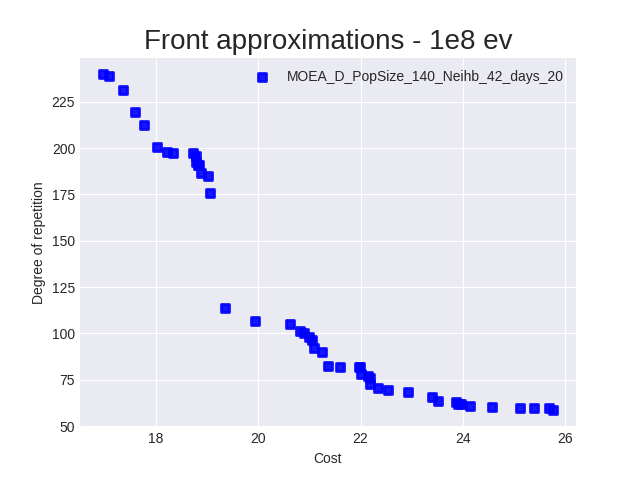 Front approximations - 1e8 ev
MOEA_D_PopSize_140_Neihb_42_days_20
225
200
175
150
125
100
75
50
Degree of repetition
18 20 22 24 26
Cost